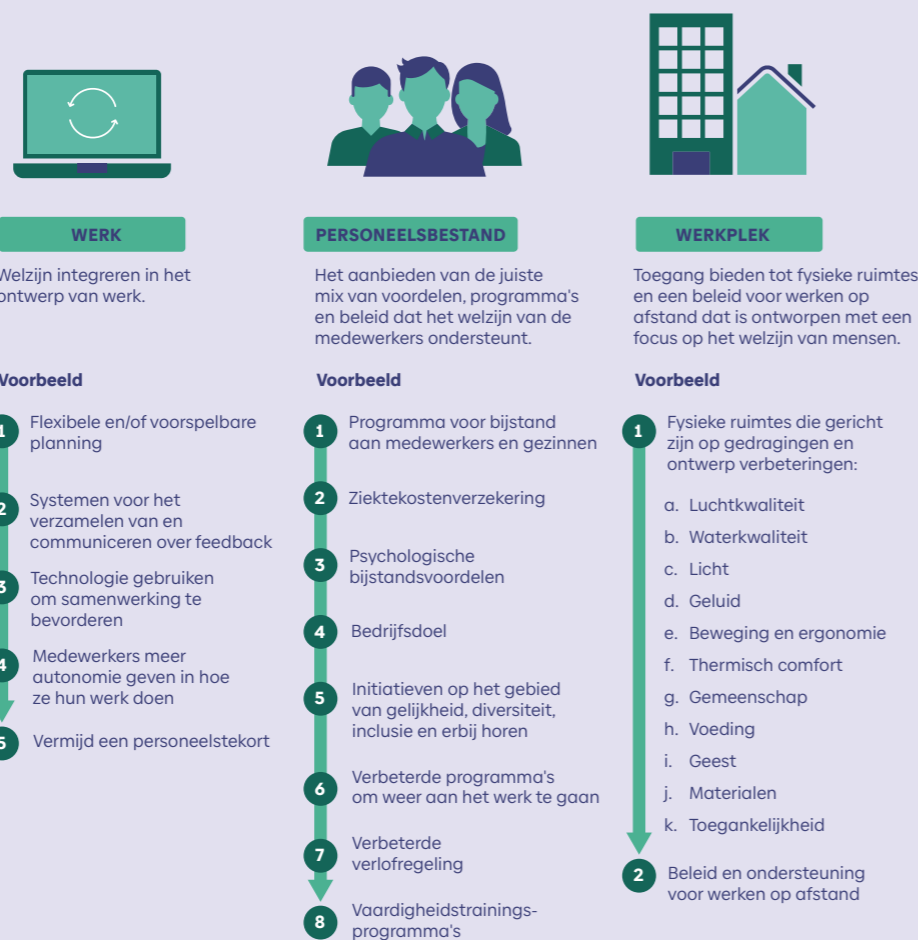 WERK
Welzijn integreren in het
ontwerp van werk.
Voorbeeld
1 Flexibele en/of voorspelbare
planning
2 Systemen voor het
verzamelen van en
communiceren over feedback
3 Technologie gebruiken
om samenwerking te
bevorderen
4 Medewerkers meer
autonomie geven in hoe
ze hun werk doen
5 Vermijd een personeelstekort
PERSONEELSBESTAND
Het aanbieden van de juiste
mix van voordelen, programma's
en beleid dat het welzijn van de
medewerkers ondersteunt.
Voorbeeld
1 Programma voor bijstand
aan medewerkers en gezinnen
2 Ziektekostenverzekering
3 Psychologische
bijstandsvoordelen
4 Bedrijfsdoel
5 Initiatieven op het gebied
van gelijkheid, diversiteit,
inclusie en erbij horen
6 Verbeterde programma's
om weer aan het werk te gaan
7 Verbeterde
verlofregeling
8 Vaardigheidstrainings-
programma's
WERKPLEK
Toegang bieden tot fysieke ruimtes
en een beleid voor werken op
afstand dat is ontworpen met een
focus op het welzijn van mensen.
Voorbeeld
1 Fysieke ruimtes die gericht
zijn op gedragingen en
ontwerp verbeteringen:
a. Luchtkwaliteit
b. Waterkwaliteit
c. Licht
d. Geluid
e. Beweging en ergonomie
f. Thermisch comfort
g. Gemeenschap
h. Voeding
i. Geest
j. Materialen
k. Toegankelijkheid
2 Beleid en ondersteuning
voor werken op afstand